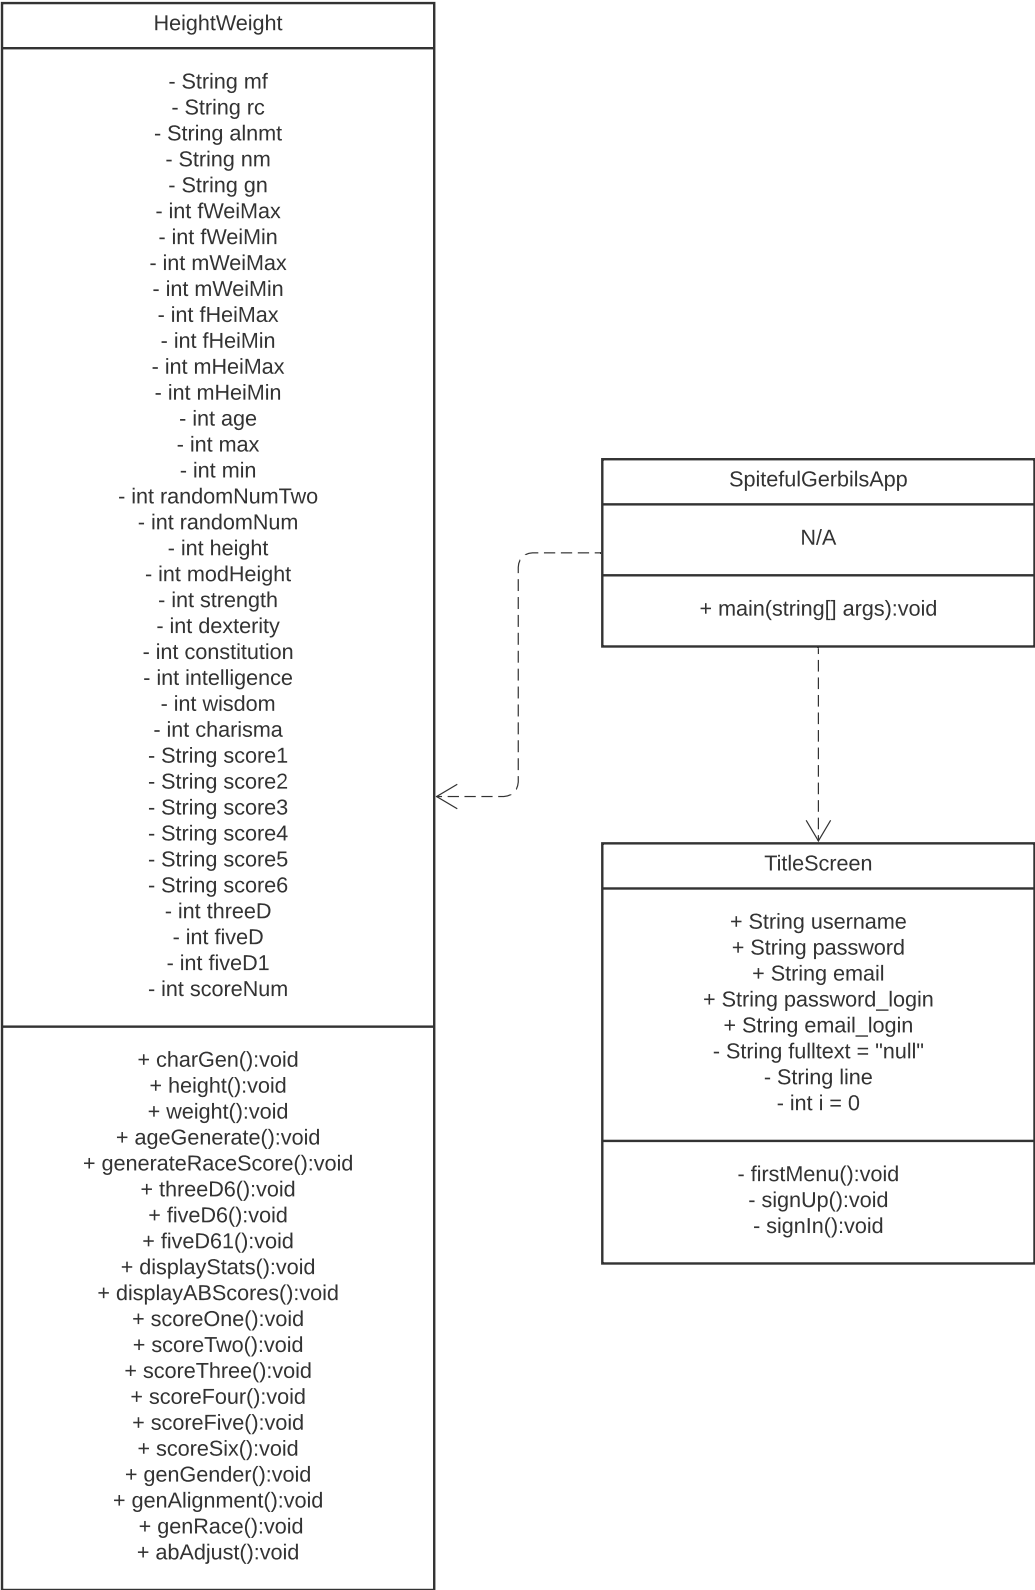 HeightWeight
- String mf
- String rc
- String alnmt
- String nm
- String gn
- int fWeiMax
- int fWeiMin
- int mWeiMax
- int mWeiMin
- int fHeiMax
- int fHeiMin
- int mHeiMax
- int mHeiMin
- int age
- int max
- int min
- int randomNumTwo
- int randomNum
- int height
- int modHeight
- int strength
- int dexterity
- int constitution
- int intelligence
- int wisdom
- int charisma
- String score1
- String score2
- String score3
- String score4
- String score5
- String score6
- int threeD
- int fiveD
- int fiveD1
- int scoreNum
+ charGen():void
+ height():void
+ weight():void
+ ageGenerate():void
+ generateRaceScore():void
+ threeD6():void
+ fiveD6():void
+ fiveD61():void
+ displayStats():void
+ displayABScores():void
+ scoreOne():void
+ scoreTwo():void
+ scoreThree():void
+ scoreFour():void
+ scoreFive():void
+ scoreSix():void
+ genGender():void
+ genAlignment():void
+ genRace():void
+ abAdjust():void
SpitefulGerbilsApp
N/A
+ main(string[] args):void
TitleScreen
+ String username
+ String password
+ String email
+ String password_login
+ String email_login
- String fulltext = "null"
- String line
- int i = 0
- firstMenu():void
- signUp():void
- signIn():void